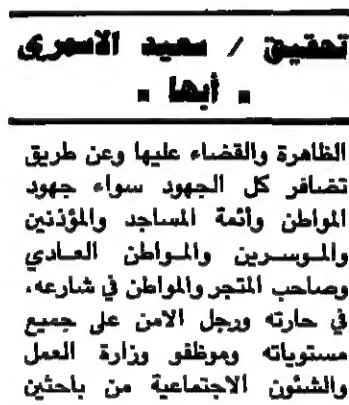 تحقيق / سعيد الاسمرى
▪ أبها ▪
الظاهرة والقضاء عليها وعن طريق
تضافر كل الجهود سواء جهود
المواطن وأئمة المساجد والمؤذنين
والموسرين والمواطن العادي
وصاحب المتجر والمواطن في شارعه،
في حارته ورجل الامن على جميع
مستوياته وموظفو وزارة العمل
والشئون الاجتماعية من باحثين